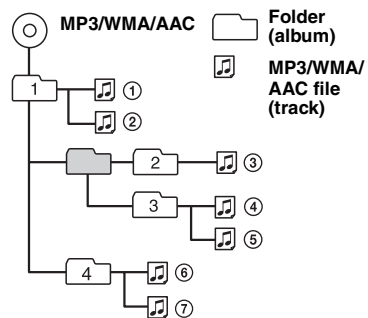 MP3/WMA/AAC
Folder
(album)
MP3/WMA/
AAC file
(track)
1
①
②
2
③
3
④
⑤
4
⑥
⑦